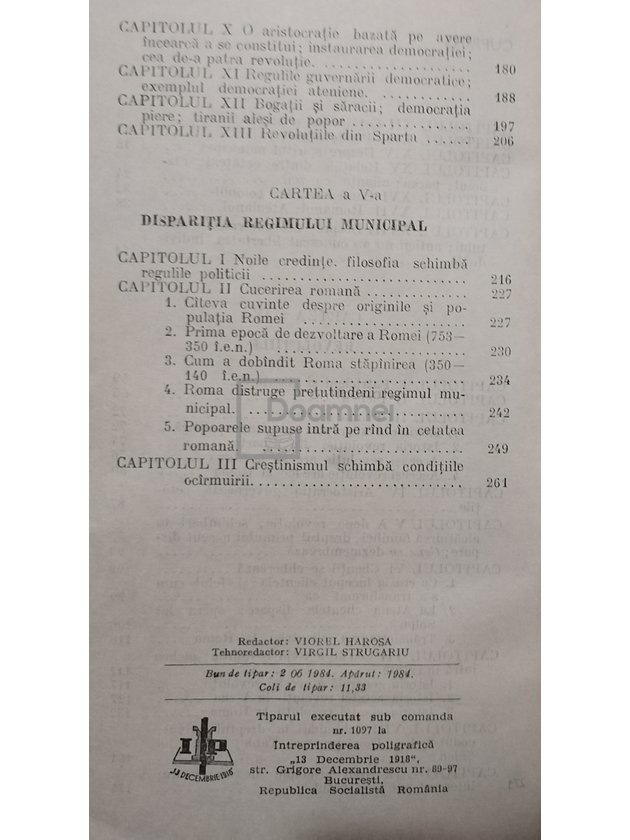 CAPITOLUL X O aristocrație bazată pe avere
încearcă a se constitui; instaurarea democrației;
cea de-a patra revoluție. . . . . . . . . . . . . 180
CAPITOLUL XI Regulile guvernării democratice;
exemplul democrației ateniene. . . . . . . . . . . 188
CAPITOLUL XII Bogații și săracii; democrația
piere; tiranii aleși de popor . . . . . . . . . . . 197
CAPITOLUL XIII Revoluțiile din Sparta . . . . . . 206
CARTEA a V-a
DISPARIȚIA REGIMULUI MUNICIPAL
CAPITOLUL I Noile credințe. filosofia schimbă
regulile politicii . . . . . . . . . . . . . . . . 216
CAPITOLUL II Cucerirea romană . . . . . . . . . . 227
1. Cîteva cuvinte despre originile și po-
pulația Romei . . . . . . . . . . . . . 227
2. Prima epocă de dezvoltare a Romei (753—
350 î.e.n.) . . . . . . . . . . . . . . 230
3. Cum a dobîndit Roma stăpînirea (350—
140 î.e.n.) . . . . . . . . . . . . . . 234
4. Roma distruge pretutindeni regimul mu-
nicipal. . . . . . . . . . . . . . . . . 242
5. Popoarele supuse intră pe rînd în cetatea
romană. . . . . . . . . . . . . . . . . 249
CAPITOLUL III Creștinismul schimbă condițiile
ocîrmuirii. . . . . . . . . . . . . . . . . . . . 261
Doamnei
Redactor: VIOREL HAROSA
Tehnoredactor: VIRGIL STRUGARIU
Bun de tipar: 2 06 1984. Apărut: 1984.
Coli de tipar: 11,33
Tiparul executat sub comanda
nr. 1097 la
Intreprinderea poligrafică
„13 Decembrie 1918”,
str. Grigore Alexandrescu nr. 89-97
București,
Republica Socialistă România
I P
„13 DECEMBRIE 1918”